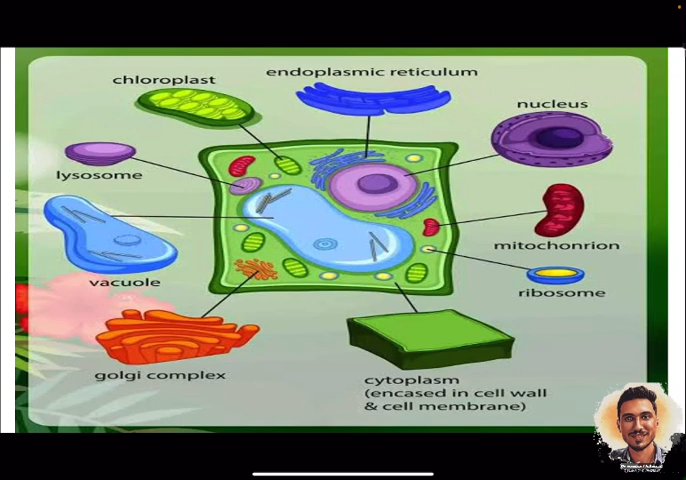 chloroplast
endoplasmic reticulum
nucleus
lysosome
mitochonrion
vacuole
ribosome
golgi complex
cytoplasm
(encased in cell wall
& cell membrane)